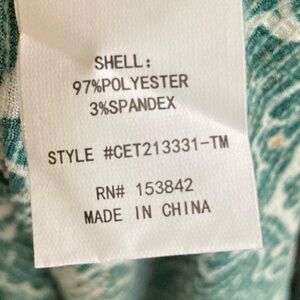 SHELL:
97%POLYESTER
3%SPANDEX
STYLE #CET213331-TM
RN# 153842
MADE IN CHINA